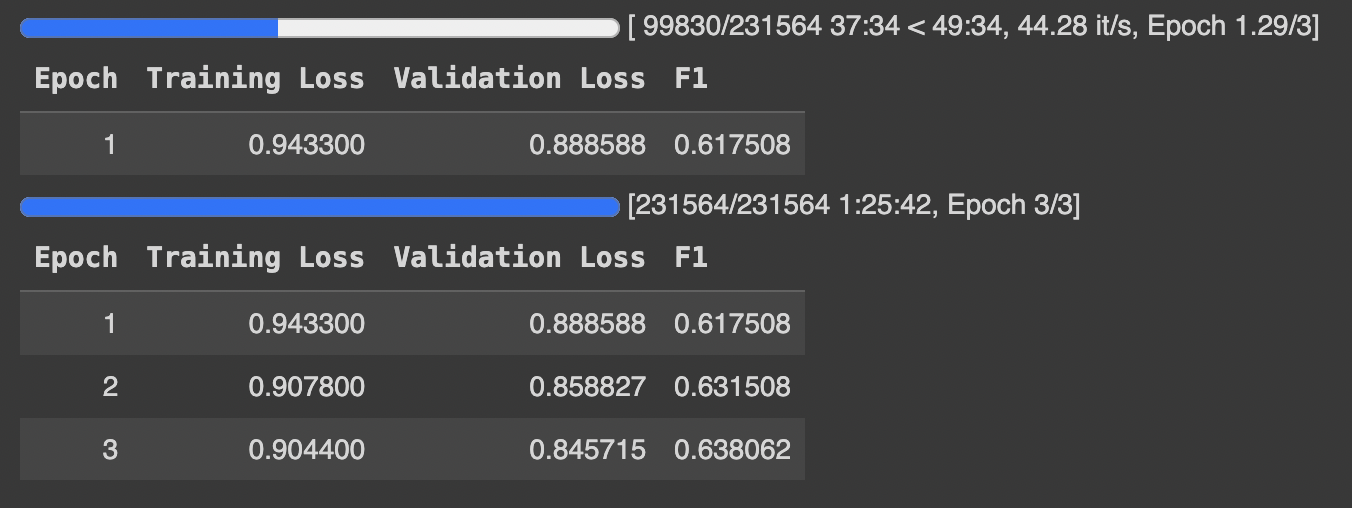 [ 99830/231564 37:34 < 49:34, 44.28 it/s, Epoch 1.29/3]
Epoch Training Loss Validation Loss F1
1 0.943300 0.888588 0.617508
[231564/231564 1:25:42, Epoch 3/3]
Epoch Training Loss Validation Loss F1
1 0.943300 0.888588 0.617508
2 0.907800 0.858827 0.631508
3 0.904400 0.845715 0.638062